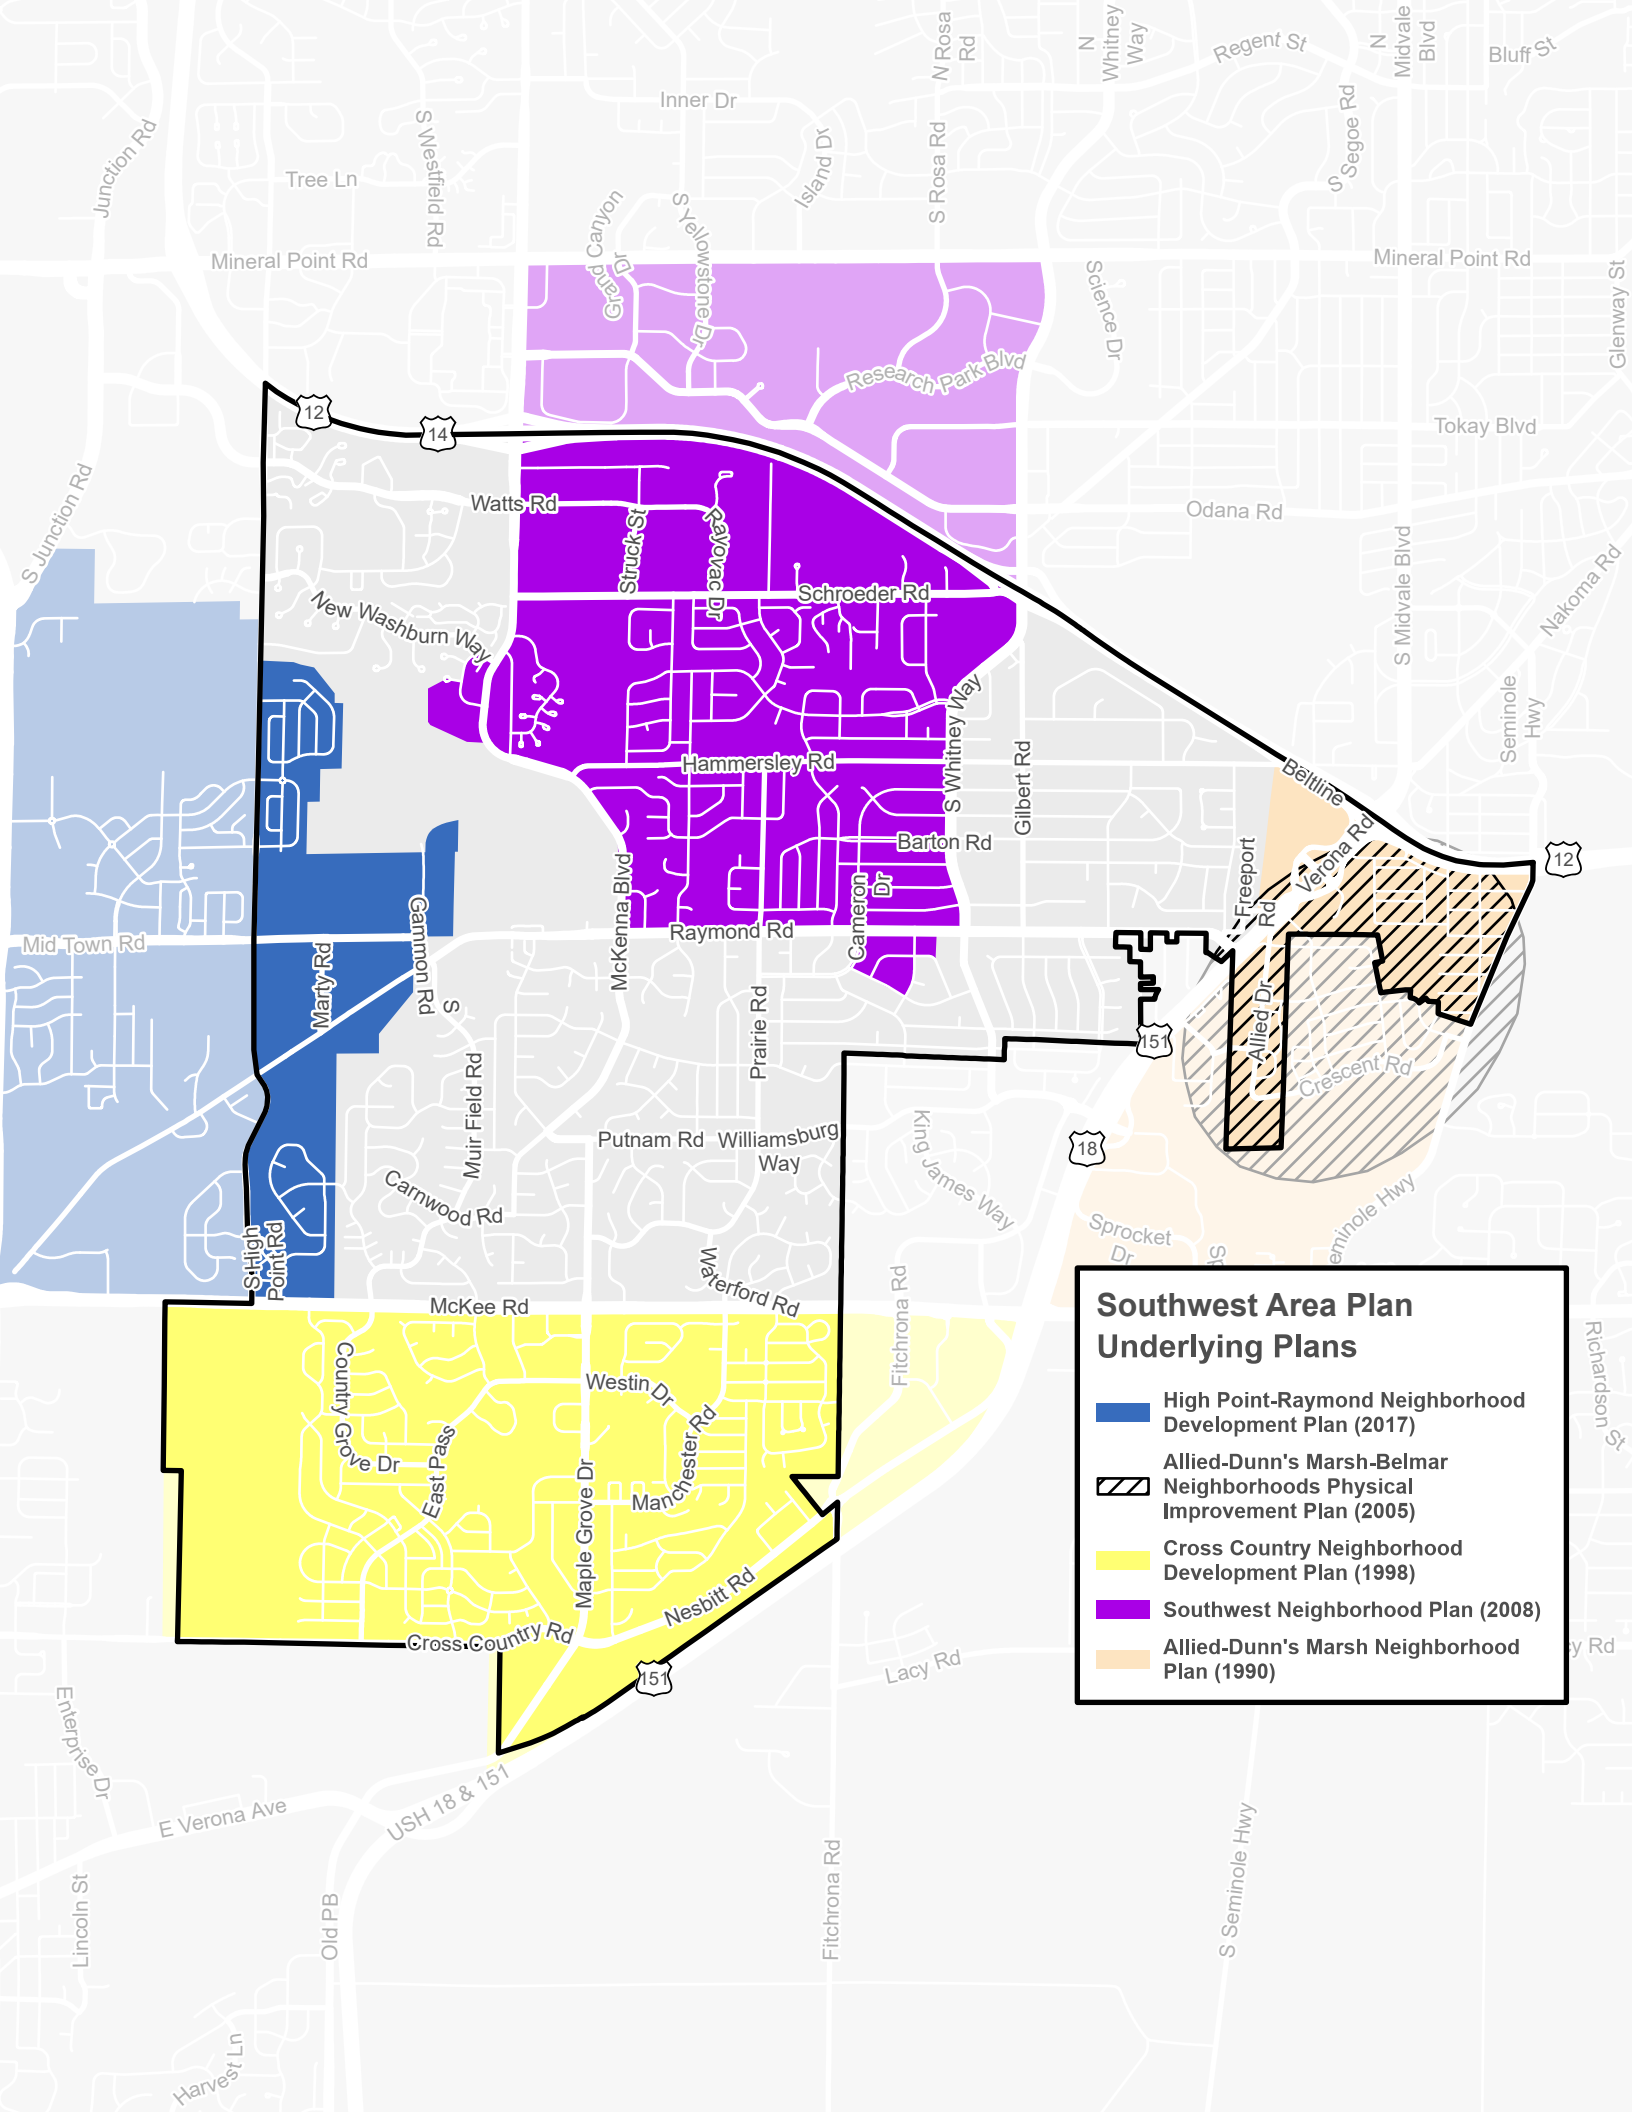 N Rosa
Rd
N
Whitney
Way
Regent St
N
Midvale
Blvd
Bluff St
Inner Dr
S Segoe Rd
Junction Rd
S Westfield Rd
Island Dr
S Rosa Rd
Tree Ln
Grand Canyon
Dr
S Yellowstone Dr
Mineral Point Rd
Mineral Point Rd
Science Dr
Glenway St
Research Park Blvd
12
14
Tokay Blvd
S Junction Rd
Watts Rd
Odana Rd
Struck St
Rayovac Dr
S Midvale Blvd
Nakoma Rd
Schroeder Rd
New Washburn Way
Seminole
Hwy
S Whitney Way
Hammersley Rd
Gilbert Rd
Beltline
Barton Rd
Verona Rd
12
McKenna Blvd
Cameron
Dr
Freeport
Rd
Mid Town Rd
Marty Rd
S
Gammon Rd
Raymond Rd
Prairie Rd
Allied Dr
151
Crescent Rd
Muir Field Rd
Putnam Rd
Williamsburg
Way
King James Way
18
Carnwood Rd
Sprocket
Dr
Sp
eminole Hwy
S High
Point Rd
Waterford Rd
McKee Rd
Fitchrona Rd
Richardson St
Country Grove Dr
Westin Dr
East Pass
Manchester Rd
Maple Grove Dr
Nesbitt Rd
Cross Country Rd
151
Lacy Rd
ey Rd
Enterprise Dr
E Verona Ave
USH 18 & 151
Lincoln St
Old PB
Fitchrona Rd
S Seminole Hwy
Harvest Ln
Southwest Area Plan
Underlying Plans
High Point-Raymond Neighborhood
Development Plan (2017)
Allied-Dunn's Marsh-Belmar
Neighborhoods Physical
Improvement Plan (2005)
Cross Country Neighborhood
Development Plan (1998)
Southwest Neighborhood Plan (2008)
Allied-Dunn's Marsh Neighborhood
Plan (1990)